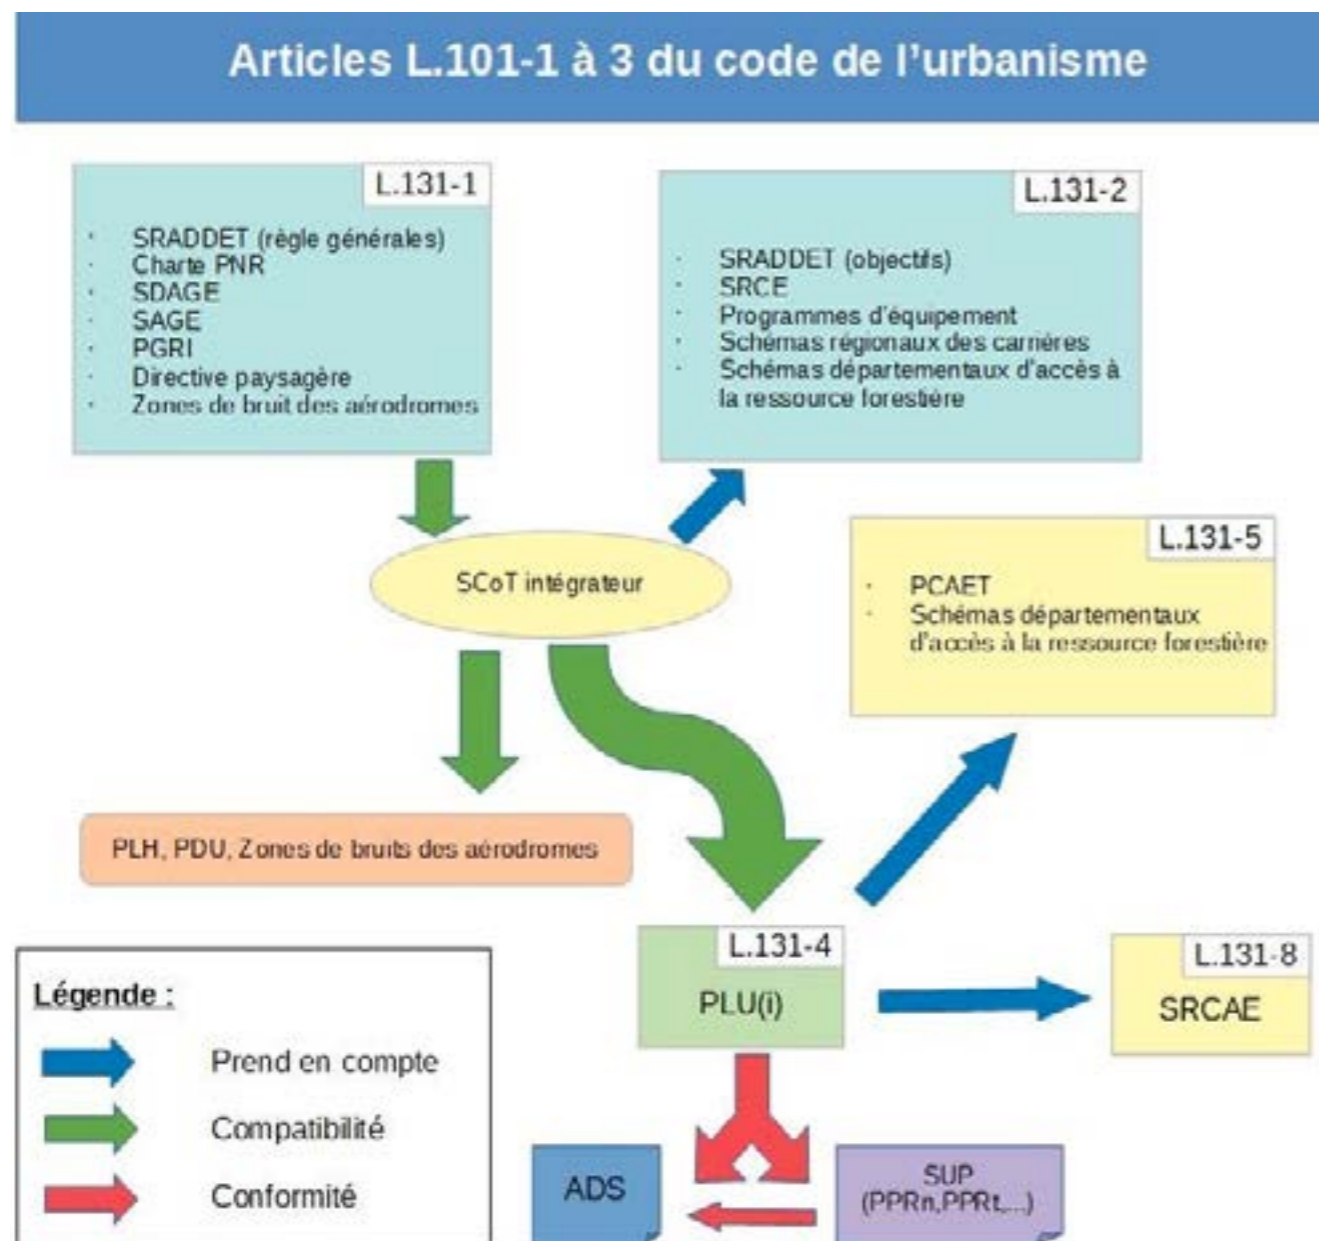 Articles L.101-1 à 3 du code de l'urbanisme
L.131-1
· SRADDET (règle générales)
· Charte PNR
· SDAGE
· SAGE
· PGRI
· Directive paysagère
· Zones de bruit des aérodromes
L.131-2
· SRADDET (objectifs)
· SRCE
· Programmes d'équipement
· Schémas régionaux des carrières
· Schémas départementaux d'accès à
la ressource forestière
SCoT intégrateur
L.131-5
· PCAET
· Schémas départementaux
d'accès à la ressource forestière
PLH, PDU, Zones de bruits des aérodromes
L.131-4
PLU(i)
L.131-8
SRCAE
Légende :
Prend en compte
Compatibilité
Conformité
ADS
SUP
(PPRn,PPRt,...)